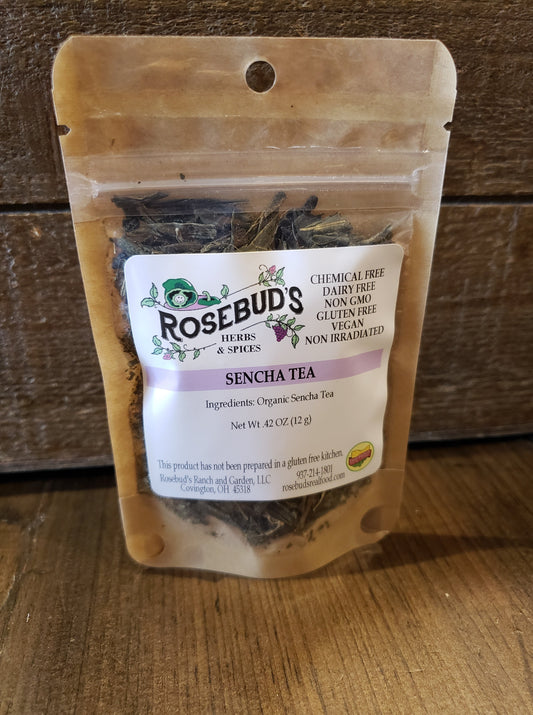 ROSEBUD'S
HERBS
& SPICES
CHEMICAL FREE
DAIRY FREE
NON GMO
GLUTEN FREE
VEGAN
NON IRRADIATED
SENCHA TEA
Ingredients: Organic Sencha Tea
Net Wt .42 OZ (12 g)
This product has not been prepared in a gluten free kitchen.
Rosebud's Ranch and Garden, LLC
Covington, OH 45318
937-214-1801
rosebudsrealfood.com